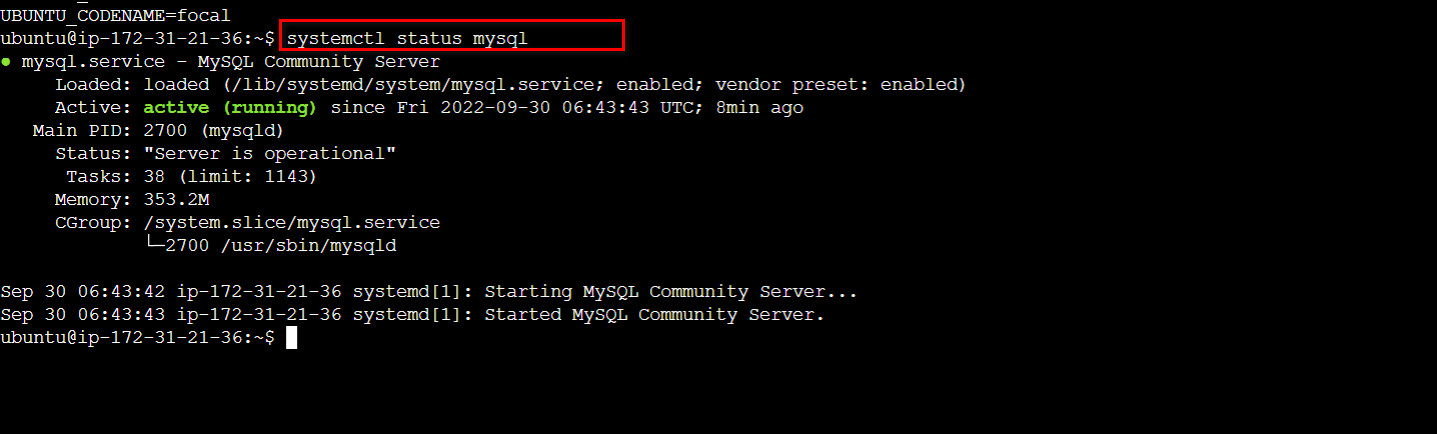 UBUNTU_CODENAME=focal
ubuntu@ip-172-31-21-36:~$ systemctl status mysql
● mysql.service - MySQL Community Server
     Loaded: loaded (/lib/systemd/system/mysql.service; enabled; vendor preset: enabled)
     Active: active (running) since Fri 2022-09-30 06:43:43 UTC; 8min ago
   Main PID: 2700 (mysqld)
     Status: "Server is operational"
      Tasks: 38 (limit: 1143)
     Memory: 353.2M
     CGroup: /system.slice/mysql.service
             └─2700 /usr/sbin/mysqld

Sep 30 06:43:42 ip-172-31-21-36 systemd[1]: Starting MySQL Community Server...
Sep 30 06:43:43 ip-172-31-21-36 systemd[1]: Started MySQL Community Server.
ubuntu@ip-172-31-21-36:~$